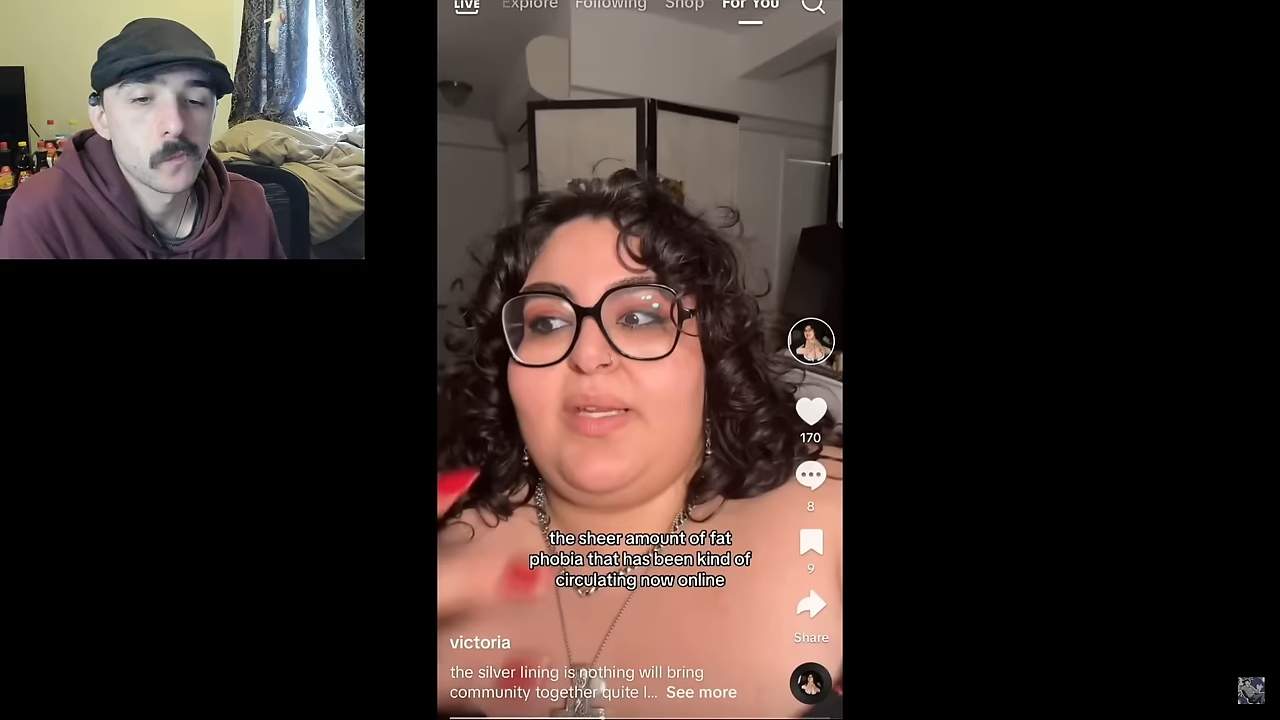 LIVE Explore Following Shop For You
the sheer amount of fat
phobia that has been kind of
circulating now online
170
8
9
Share
victoria
the silver lining is nothing will bring
community together quite l... See more